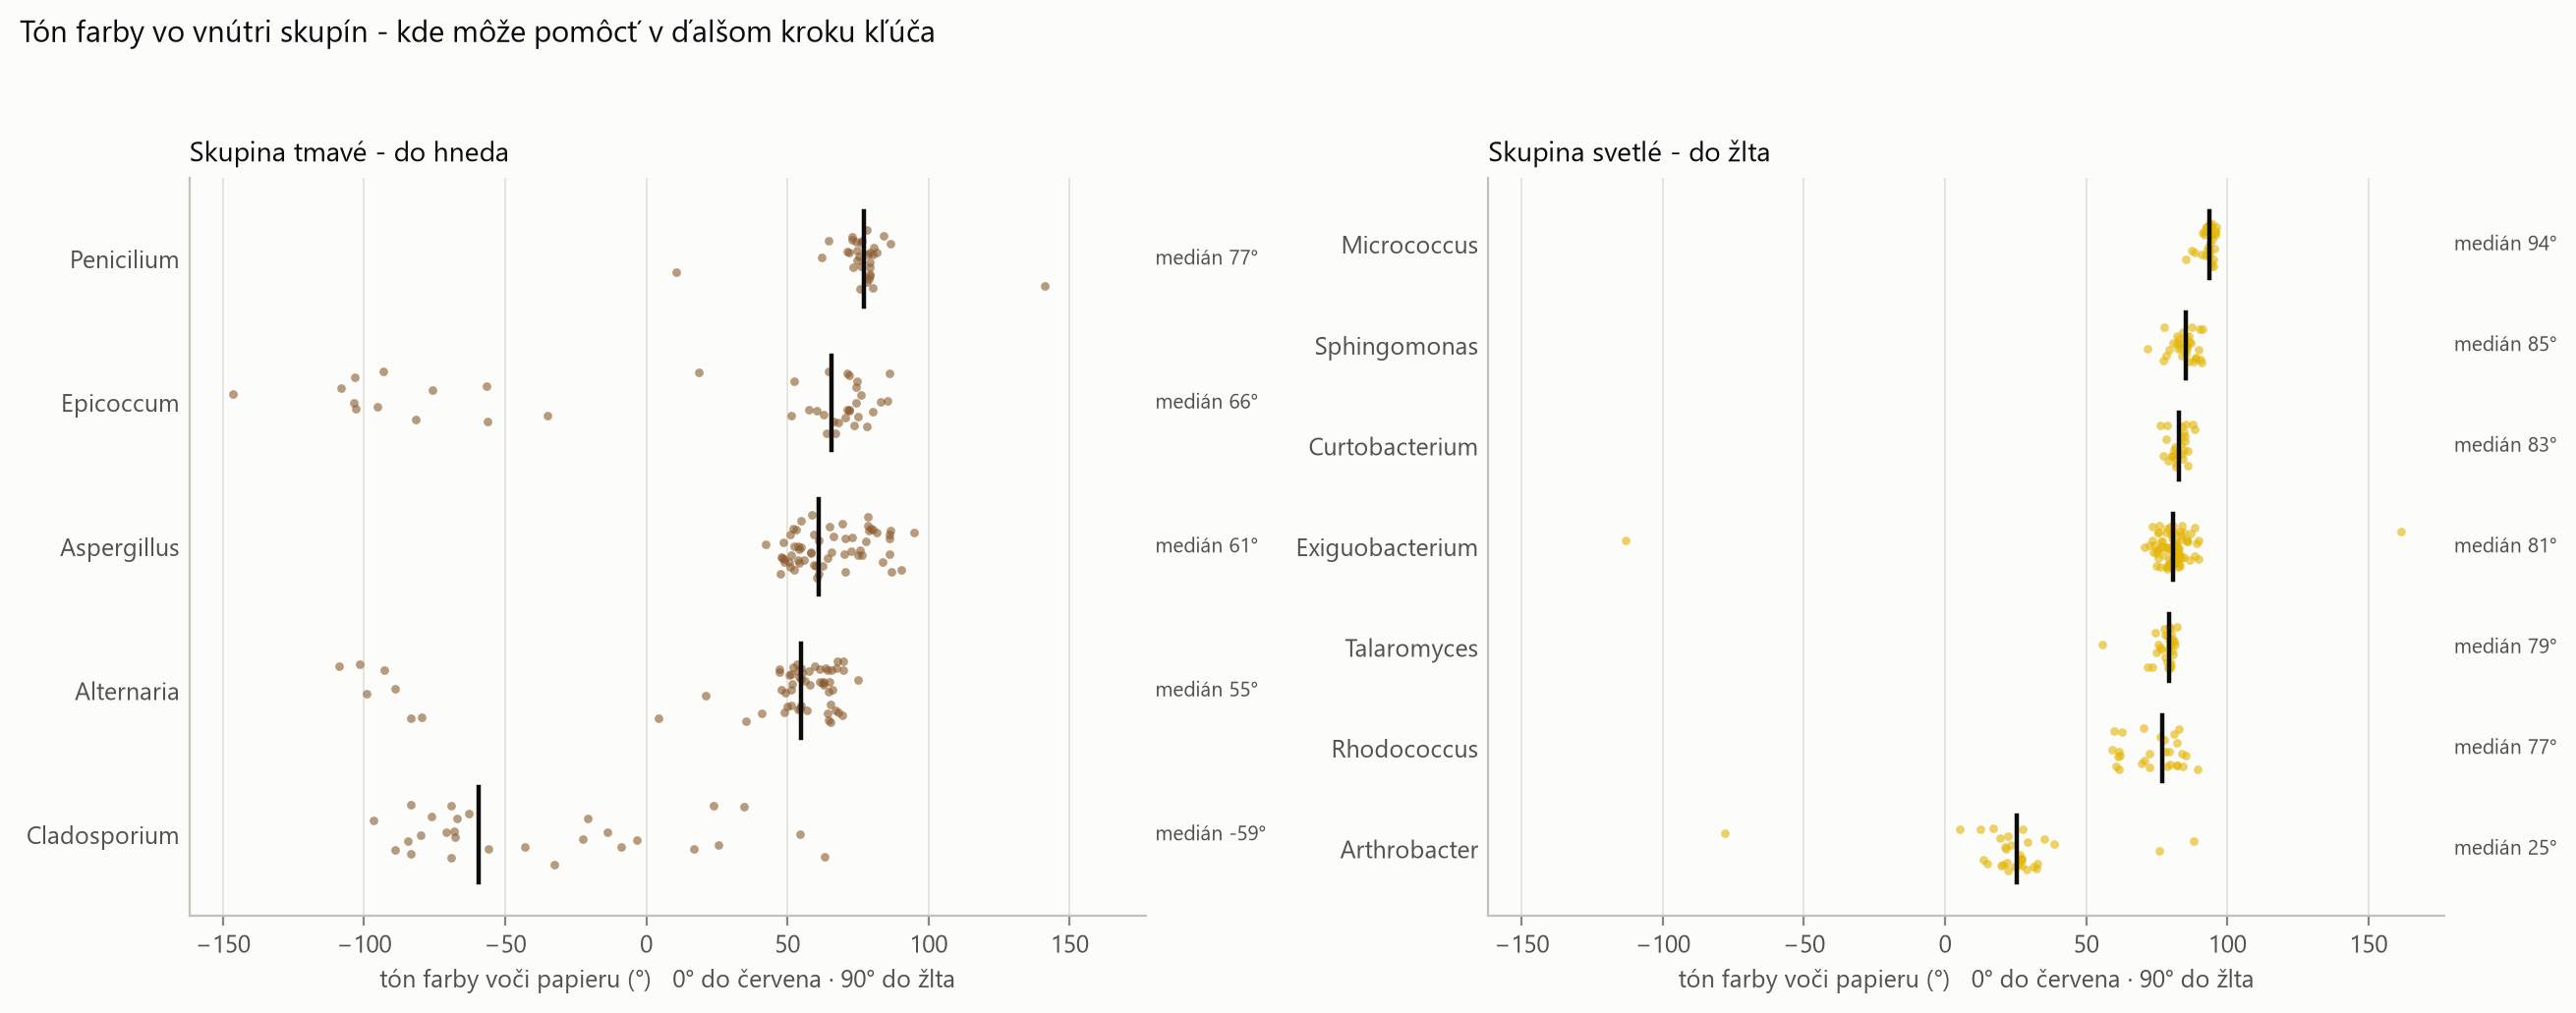 Tón farby vo vnútri skupín - kde môže pomôcť v ďalšom kroku kľúča
Skupina tmavé - do hneda
Penicilium
medián 77°
Epicoccum
medián 66°
Aspergillus
medián 61°
Alternaria
medián 55°
Cladosporium
medián -59°
−150 −100 −50 0 50 100 150
tón farby voči papieru (°) 0° do červena · 90° do žlta
Skupina svetlé - do žlta
Micrococcus
medián 94°
Sphingomonas
medián 85°
Curtobacterium
medián 83°
Exiguobacterium
medián 81°
Talaromyces
medián 79°
Rhodococcus
medián 77°
Arthrobacter
medián 25°
−150 −100 −50 0 50 100 150
tón farby voči papieru (°) 0° do červena · 90° do žlta